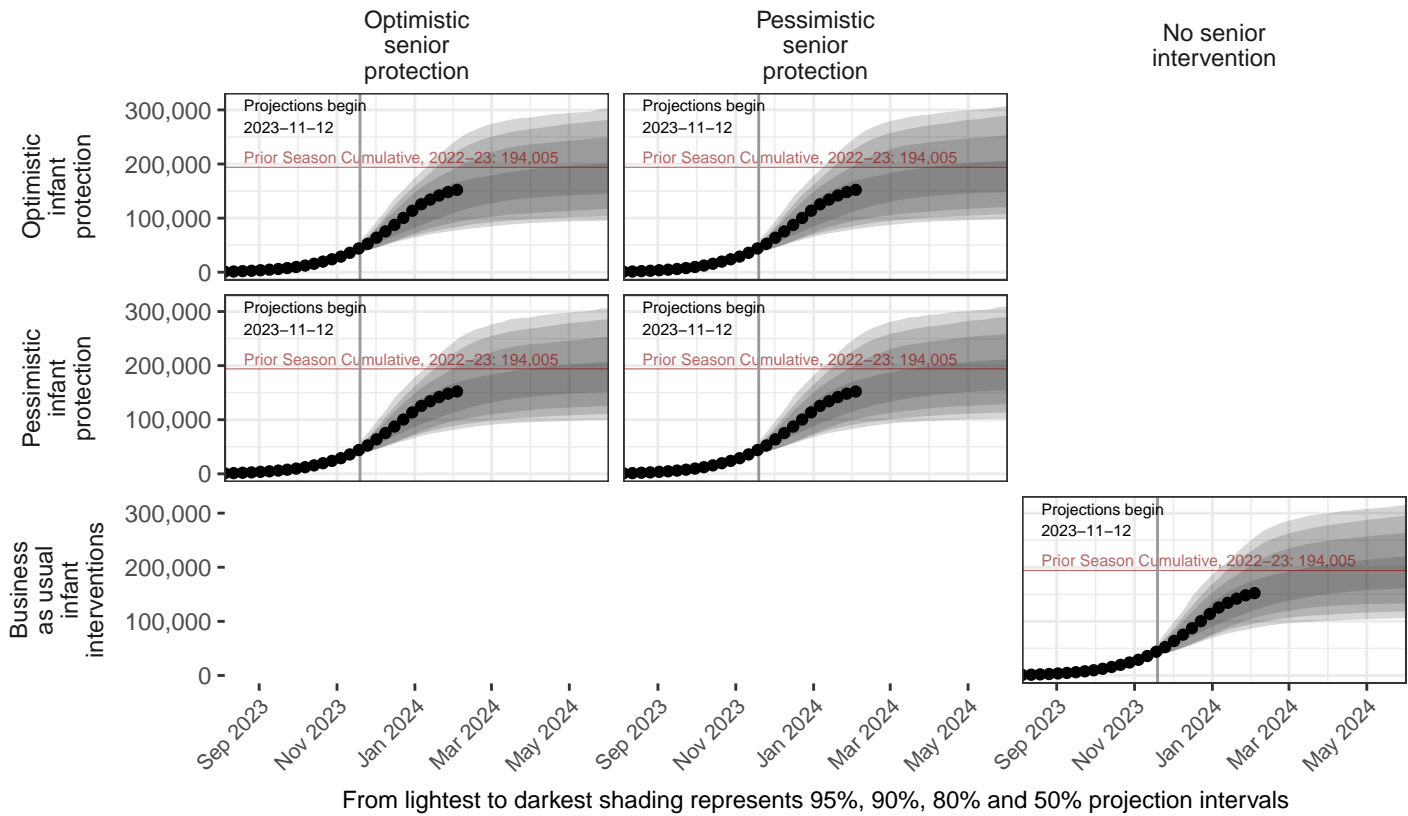 Optimistic
senior
protection
Pessimistic
senior
protection
No senior
intervention
Optimistic
infant
protection
300,000
200,000
100,000
0
Projections begin
2023−11−12
Prior Season Cumulative, 2022−23: 194,005
Projections begin
2023−11−12
Prior Season Cumulative, 2022−23: 194,005
Pessimistic
infant
protection
300,000
200,000
100,000
0
Projections begin
2023−11−12
Prior Season Cumulative, 2022−23: 194,005
Projections begin
2023−11−12
Prior Season Cumulative, 2022−23: 194,005
Business
as usual
infant
interventions
300,000
200,000
100,000
0
Projections begin
2023−11−12
Prior Season Cumulative, 2022−23: 194,005
Sep 2023
Nov 2023
Jan 2024
Mar 2024
May 2024
Sep 2023
Nov 2023
Jan 2024
Mar 2024
May 2024
Sep 2023
Nov 2023
Jan 2024
Mar 2024
May 2024
From lightest to darkest shading represents 95%, 90%, 80% and 50% projection intervals